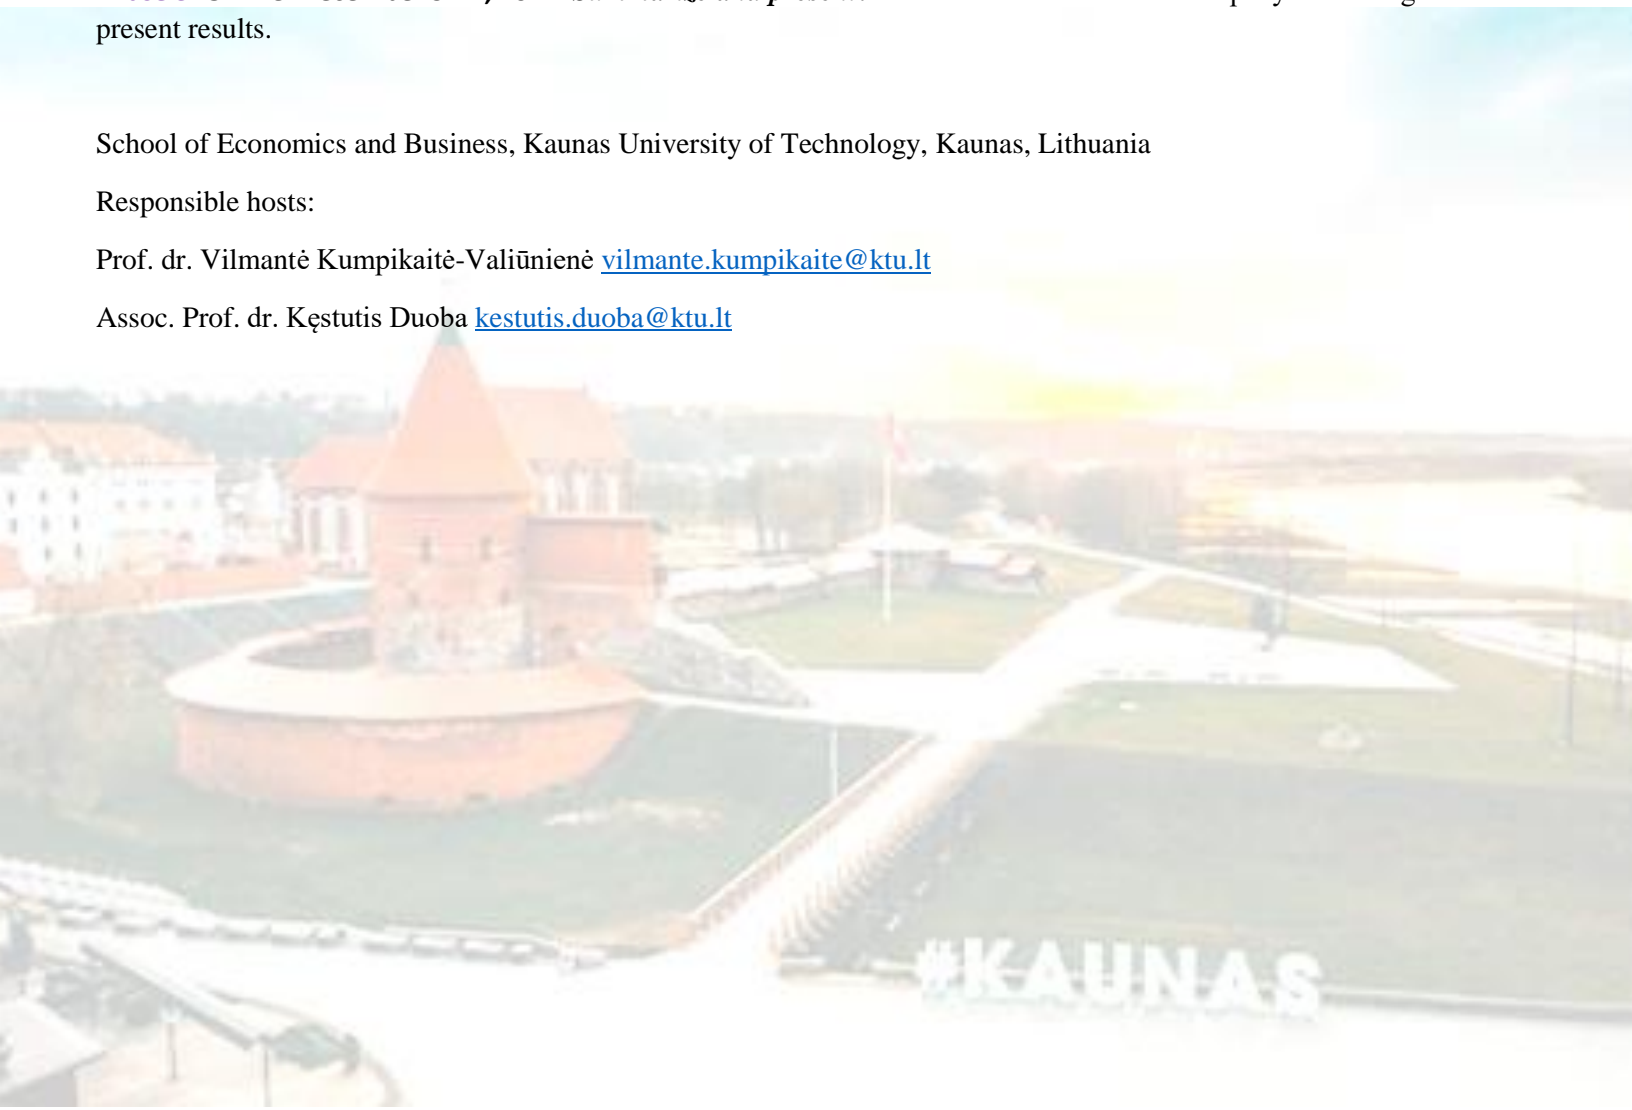 present results.
School of Economics and Business, Kaunas University of Technology, Kaunas, Lithuania
Responsible hosts:
Prof. dr. Vilmantė Kumpikaitė-Valiūnienė vilmante.kumpikaite@ktu.lt
Assoc. Prof. dr. Kęstutis Duoba kestutis.duoba@ktu.lt
#KAUNAS